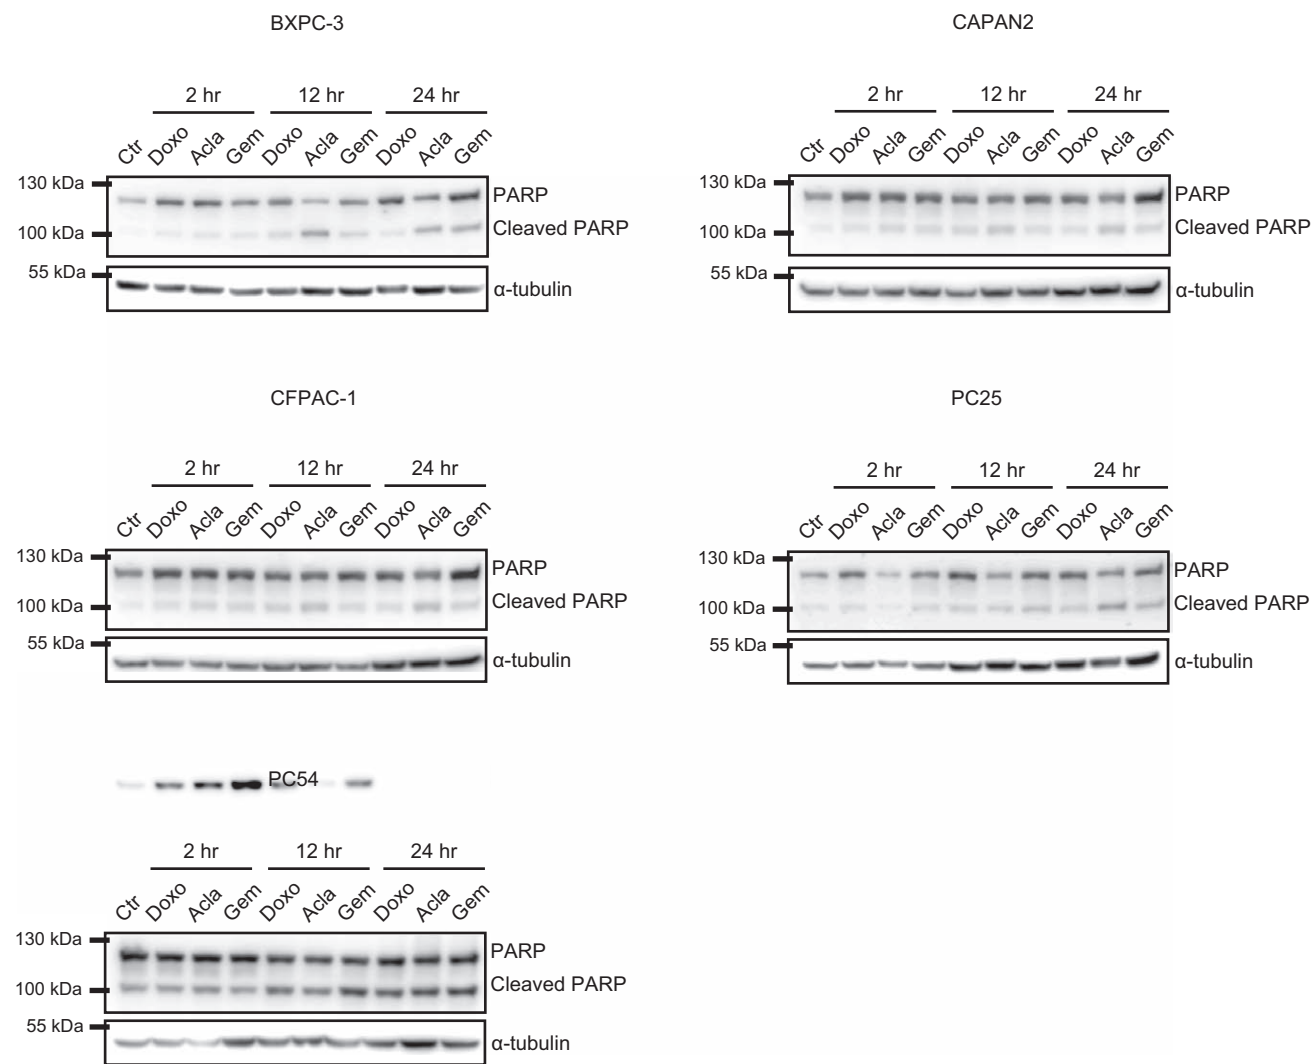 BXPC-3
2 hr 12 hr 24 hr
Ctr Doxo Acla Gem Doxo Acla Gem Doxo Acla Gem
130 kDa PARP
100 kDa Cleaved PARP
55 kDa α-tubulin
CAPAN2
2 hr 12 hr 24 hr
Ctr Doxo Acla Gem Doxo Acla Gem Doxo Acla Gem
130 kDa PARP
100 kDa Cleaved PARP
55 kDa α-tubulin
CFPAC-1
2 hr 12 hr 24 hr
Ctr Doxo Acla Gem Doxo Acla Gem Doxo Acla Gem
130 kDa PARP
100 kDa Cleaved PARP
55 kDa α-tubulin
PC25
2 hr 12 hr 24 hr
Ctr Doxo Acla Gem Doxo Acla Gem Doxo Acla Gem
130 kDa PARP
100 kDa Cleaved PARP
55 kDa α-tubulin
PC54
2 hr 12 hr 24 hr
Ctr Doxo Acla Gem Doxo Acla Gem Doxo Acla Gem
130 kDa PARP
100 kDa Cleaved PARP
55 kDa α-tubulin